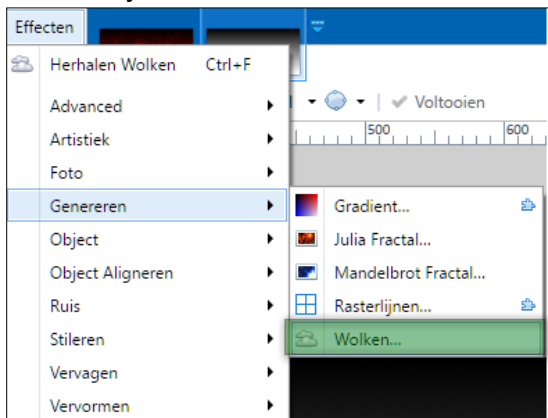 Effecten
Herhalen Wolken Ctrl+F
Advanced
Voltooien
Artistiek
500 600
Foto
Genereren
Gradient...
Object
Julia Fractal...
Object Aligneren
Mandelbrot Fractal...
Ruis
Rasterlijnen...
Stileren
Wolken...
Vervagen
Vervormen